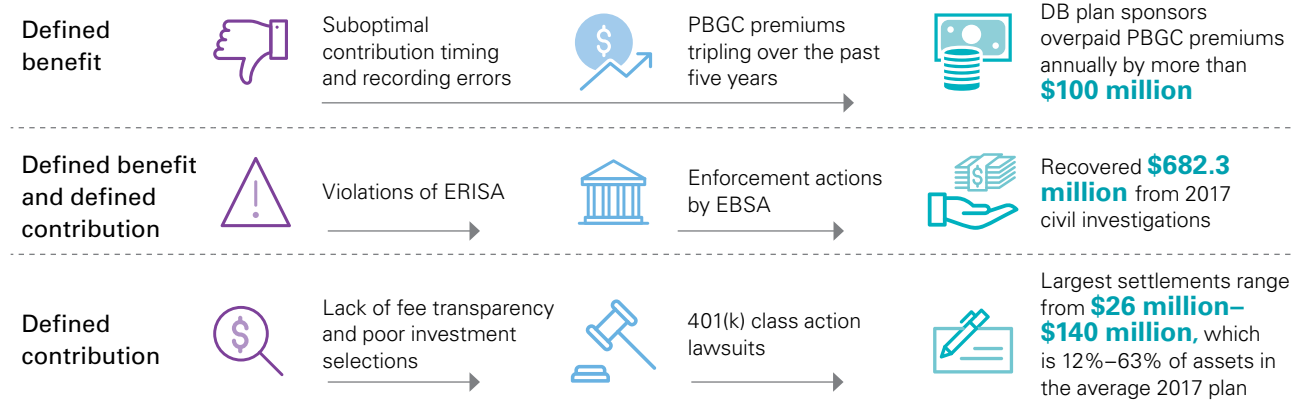 Defined
benefit
Suboptimal
contribution timing
and recording errors
$
PBGC premiums
tripling over the past
five years
DB plan sponsors
overpaid PBGC premiums
annually by more than
$100 million
Defined benefit
and defined
contribution
!
Violations of ERISA
Enforcement actions
by EBSA
$
Recovered $682.3
million from 2017
civil investigations
Defined
contribution
$
Lack of fee transparency
and poor investment
selections
401(k) class action
lawsuits
Largest settlements range
from $26 million–
$140 million, which
is 12%–63% of assets in
the average 2017 plan